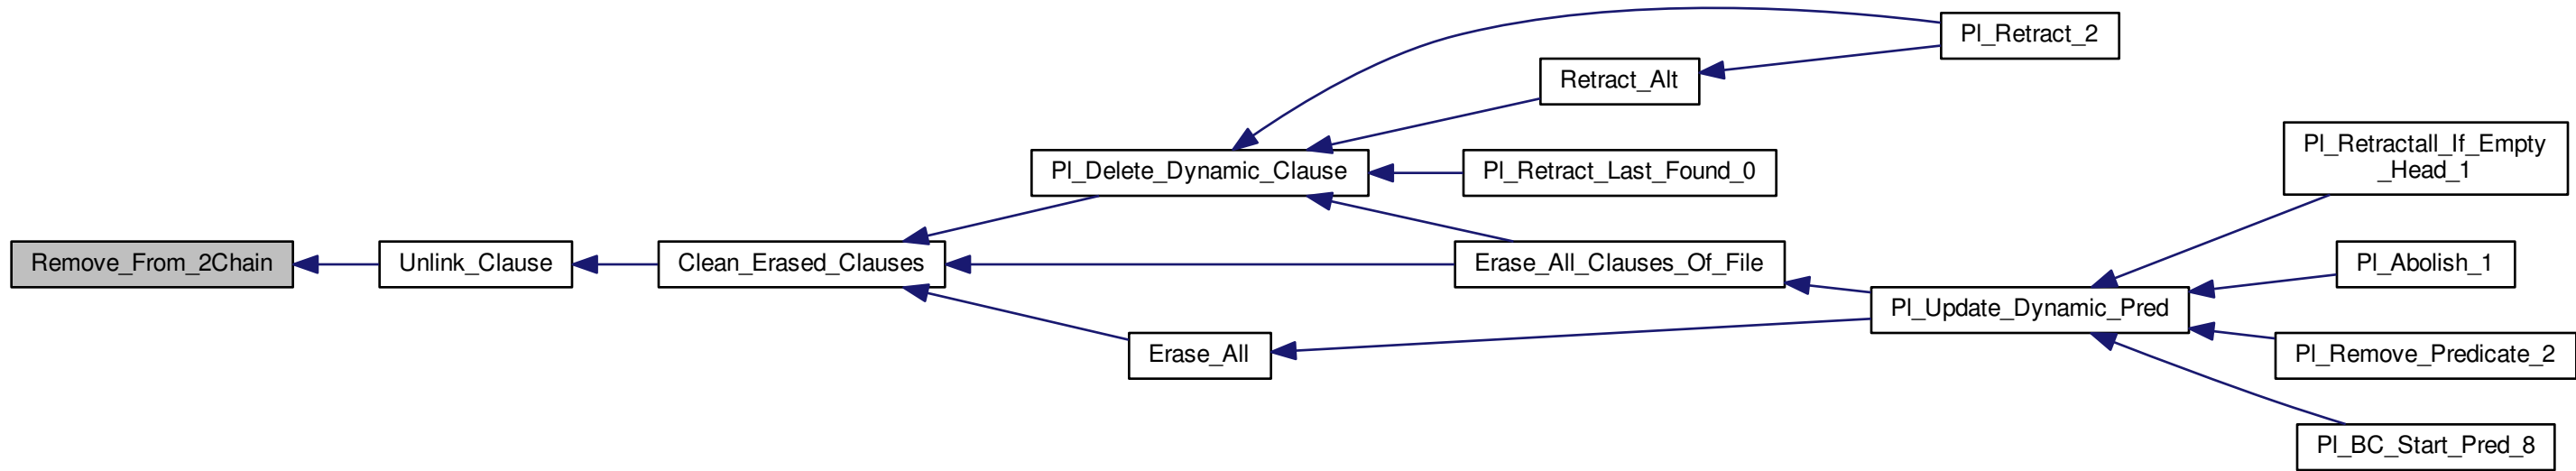 Pl_Retract_2
Retract_Alt
Pl_Retractall_If_Empty
_Head_1
Pl_Delete_Dynamic_Clause
Pl_Retract_Last_Found_0
Remove_From_2Chain
Unlink_Clause
Clean_Erased_Clauses
Erase_All_Clauses_Of_File
Pl_Abolish_1
Pl_Update_Dynamic_Pred
Erase_All
Pl_Remove_Predicate_2
Pl_BC_Start_Pred_8